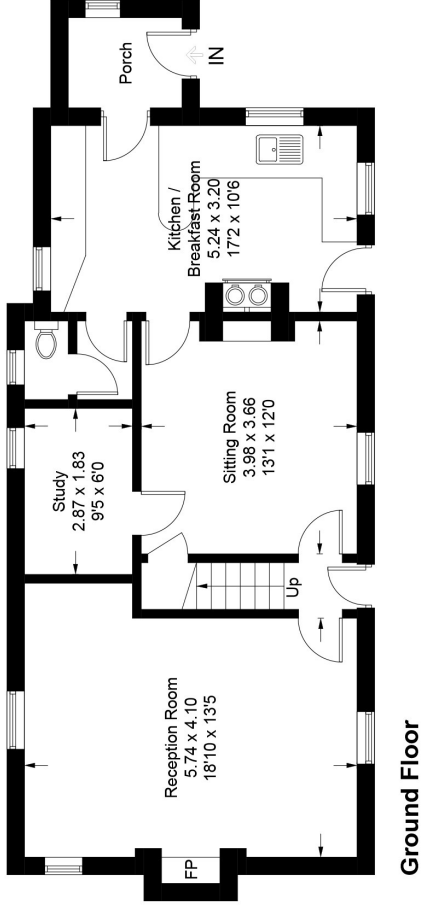 Porch
IN
Kitchen /
Breakfast Room
5.24 x 3.20
17'2 x 10'6
Study
2.87 x 1.83
9'5 x 6'0
Sitting Room
3.98 x 3.66
13'1 x 12'0
Up
Reception Room
5.74 x 4.10
18'10 x 13'5
FP
Ground Floor